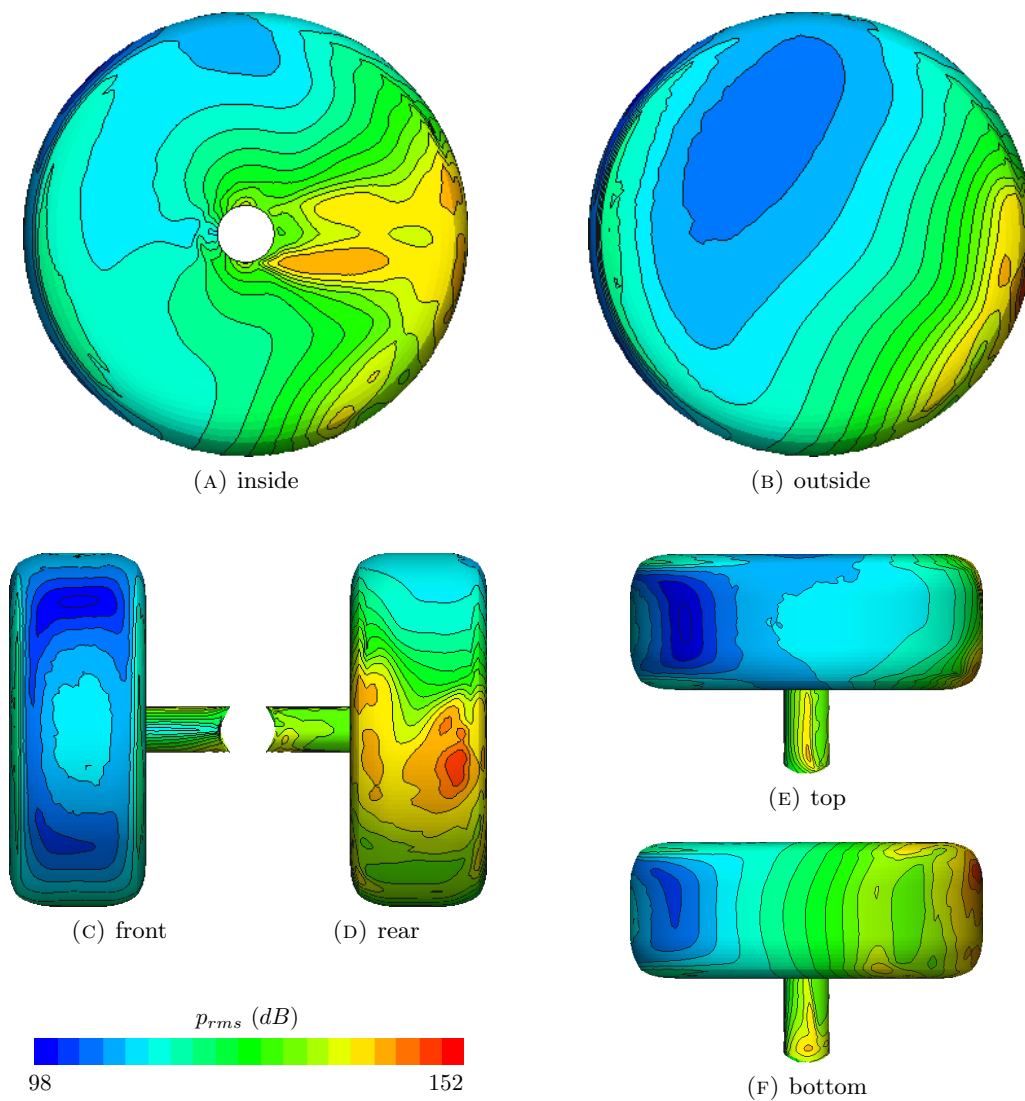 (A) inside
(B) outside
(C) front
(D) rear
(E) top
p_rms (dB)
98 152
(F) bottom